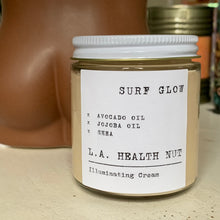 SURF GLOW
x AVOCADO OIL
x JOJOBA OIL
x SHEA
L.A. HEALTH NUT
Illuminating Cream